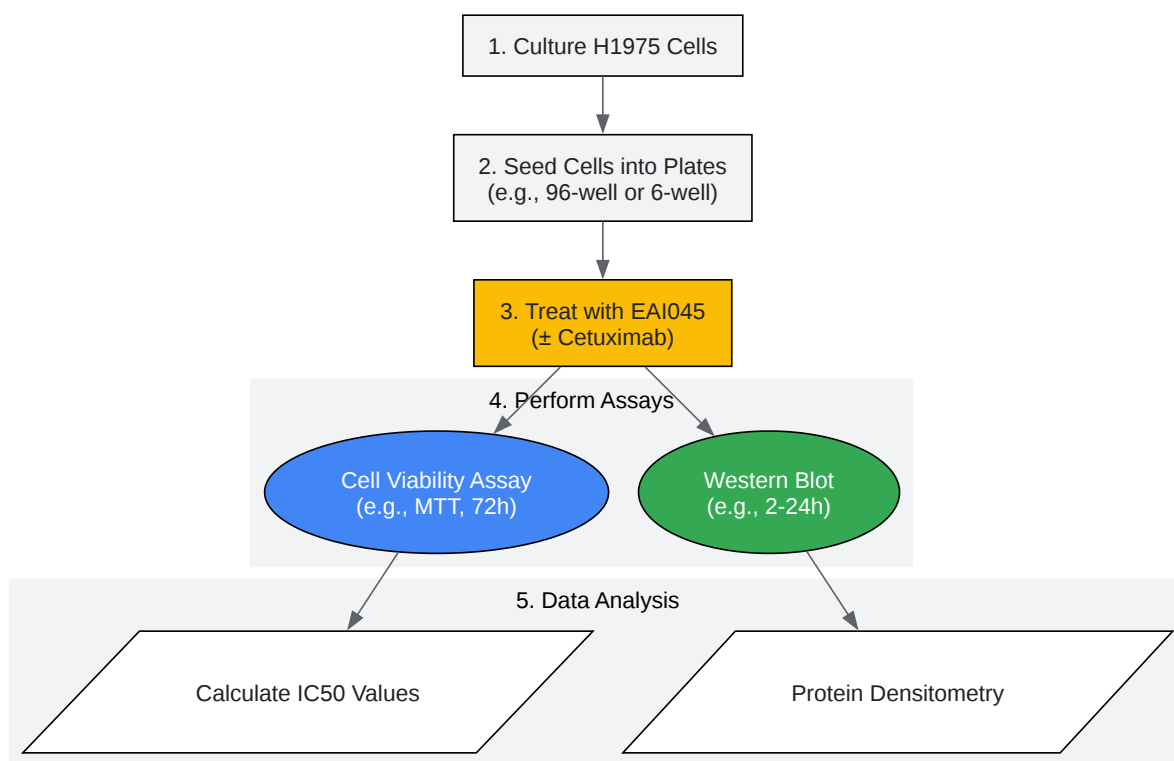 1. Culture H1975 Cells
2. Seed Cells into Plates
(e.g., 96-well or 6-well)
3. Treat with EAI045
(± Cetuximab)
4. Perform Assays
Cell Viability Assay
(e.g., MTT, 72h)
Western Blot
(e.g., 2-24h)
5. Data Analysis
Calculate IC50 Values
Protein Densitometry